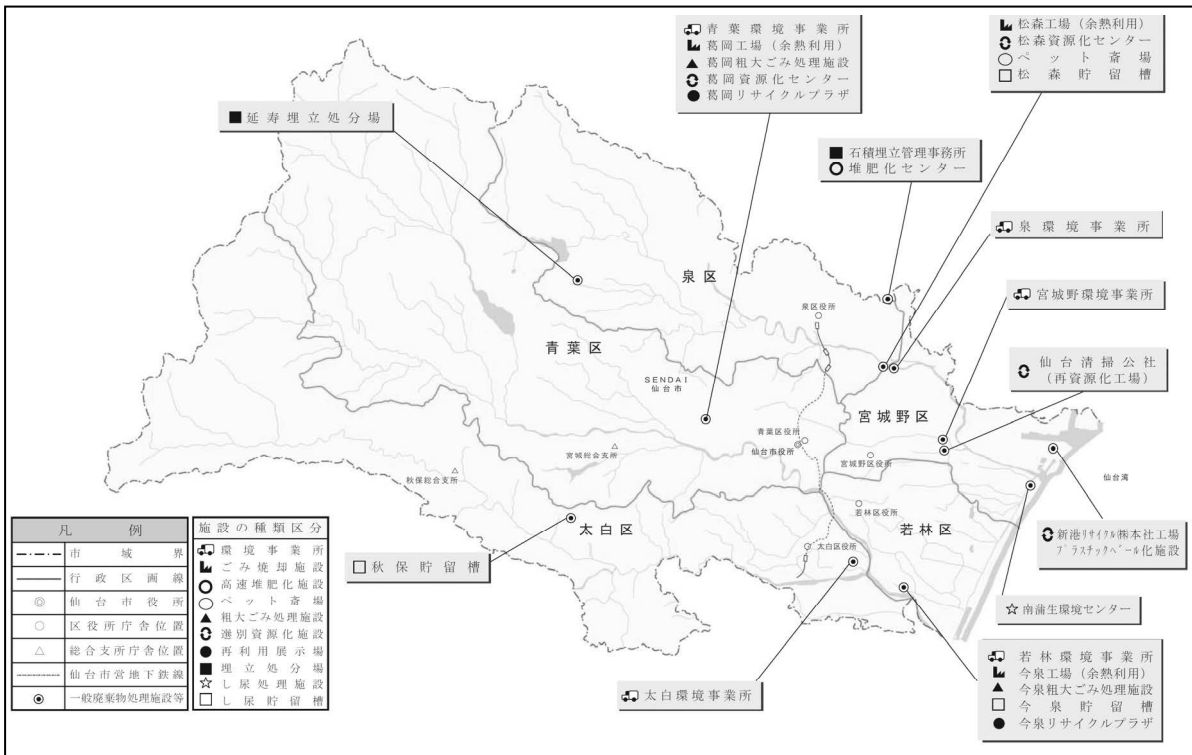 青葉環境事業所
葛岡工場(余熱利用)
葛岡粗大ごみ処理施設
葛岡資源化センター
葛岡リサイクルプラザ
松森工場(余熱利用)
松森資源化センター
ペット斎場
松森貯留槽
延寿埋立処分場
石積埋立管理事務所
堆肥化センター
泉環境事業所
宮城野環境事業所
仙台清掃公社
(再資源化工場)
泉区
泉区役所
青葉区
SENDAI
仙台市
宮城野区
青葉区役所
仙台市役所
宮城野区役所
宮城総合支所
秋保総合支所
仙台湾
若林区役所
若林区
太白区
太白区役所
新港リサイクル㈱本社工場
プラスチックベール化施設
秋保貯留槽
南蒲生環境センター
太白環境事業所
若林環境事業所
今泉工場(余熱利用)
今泉粗大ごみ処理施設
今泉貯留槽
今泉リサイクルプラザ
凡例
市域界
行政区画線
仙台市役所
区役所庁舎位置
総合支所庁舎位置
仙台市営地下鉄線
一般廃棄物処理施設等
施設の種類区分
環境事業所
ごみ焼却施設
高速堆肥化施設
ペット斎場
粗大ごみ処理施設
選別資源化施設
再利用展示場
埋立処分場
し尿処理施設
し尿貯留槽